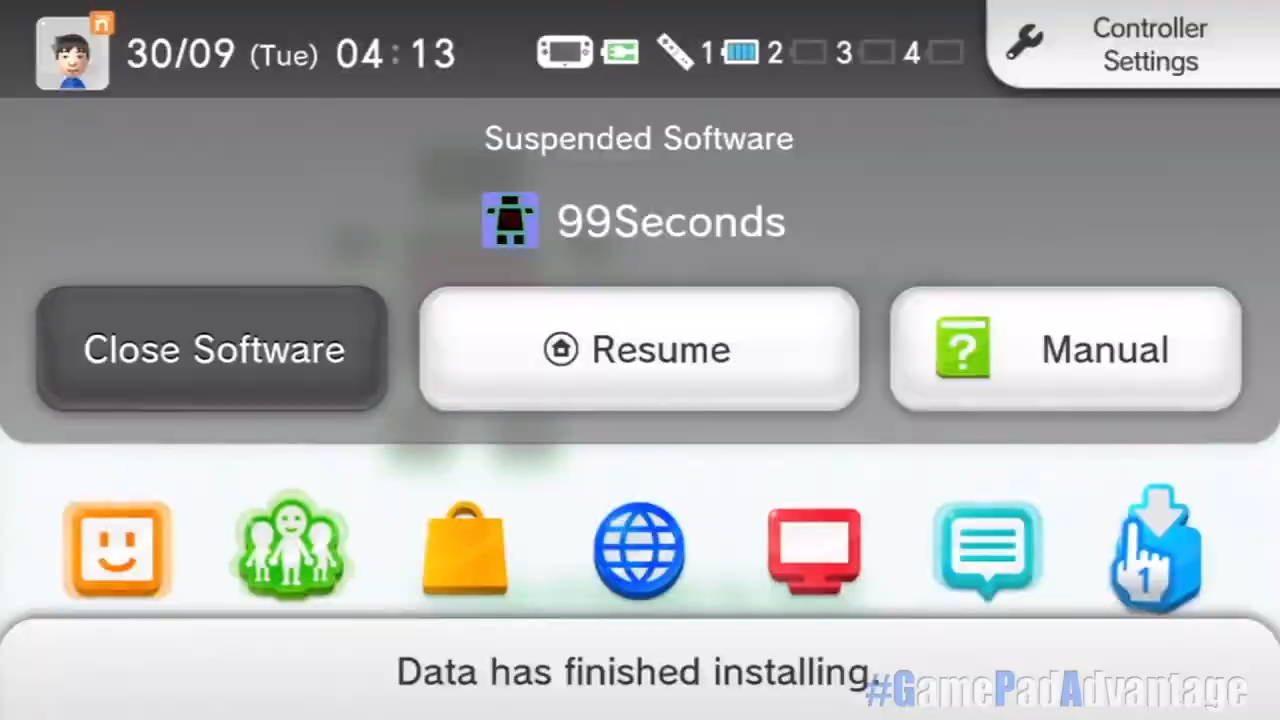 30/09 (Tue) 04:13
1 2 3 4
Controller
Settings
Suspended Software
99Seconds
Close Software
Resume
? Manual
1
Data has finished installing.
#GamePadAdvantage